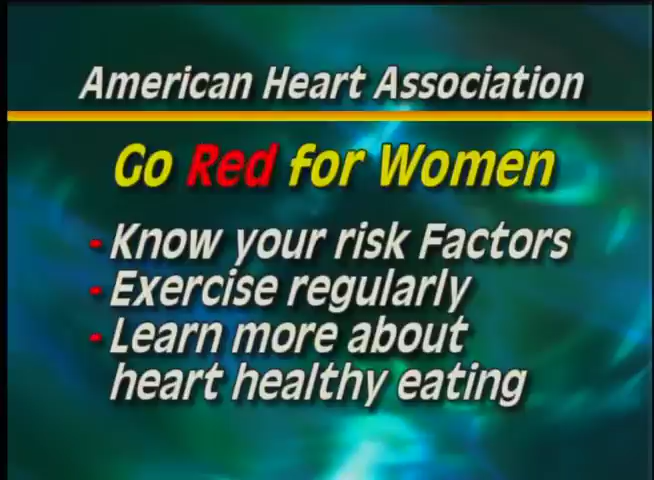 American Heart Association
Go Red for Women
- Know your risk Factors
- Exercise regularly
- Learn more about
heart healthy eating